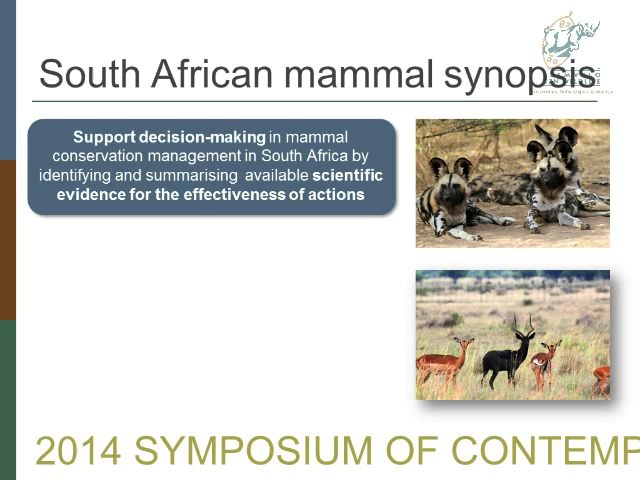 South African mammal synopsis
Support decision-making in mammal
conservation management in South Africa by
identifying and summarising available scientific
evidence for the effectiveness of actions
2014 SYMPOSIUM OF CONTEMP